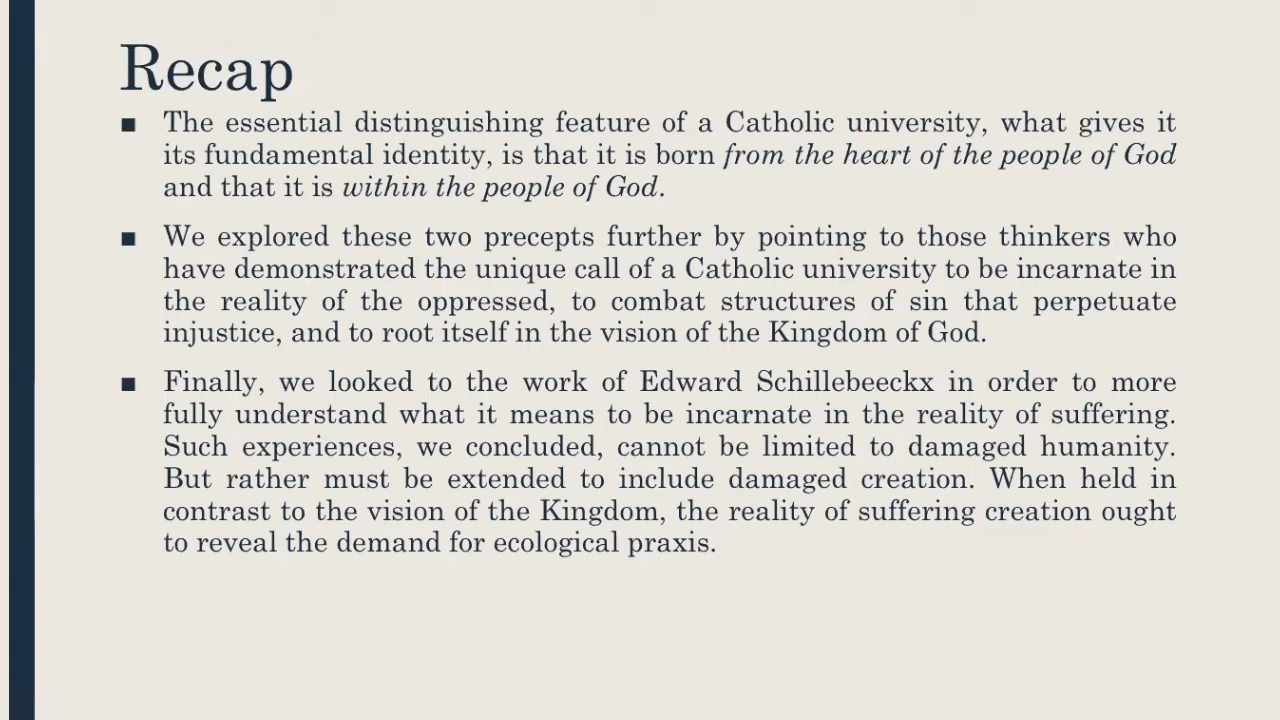 Recap
■ The essential distinguishing feature of a Catholic university, what gives it
its fundamental identity, is that it is born from the heart of the people of God
and that it is within the people of God.
■ We explored these two precepts further by pointing to those thinkers who
have demonstrated the unique call of a Catholic university to be incarnate in
the reality of the oppressed, to combat structures of sin that perpetuate
injustice, and to root itself in the vision of the Kingdom of God.
■ Finally, we looked to the work of Edward Schillebeeckx in order to more
fully understand what it means to be incarnate in the reality of suffering.
Such experiences, we concluded, cannot be limited to damaged humanity.
But rather must be extended to include damaged creation. When held in
contrast to the vision of the Kingdom, the reality of suffering creation ought
to reveal the demand for ecological praxis.